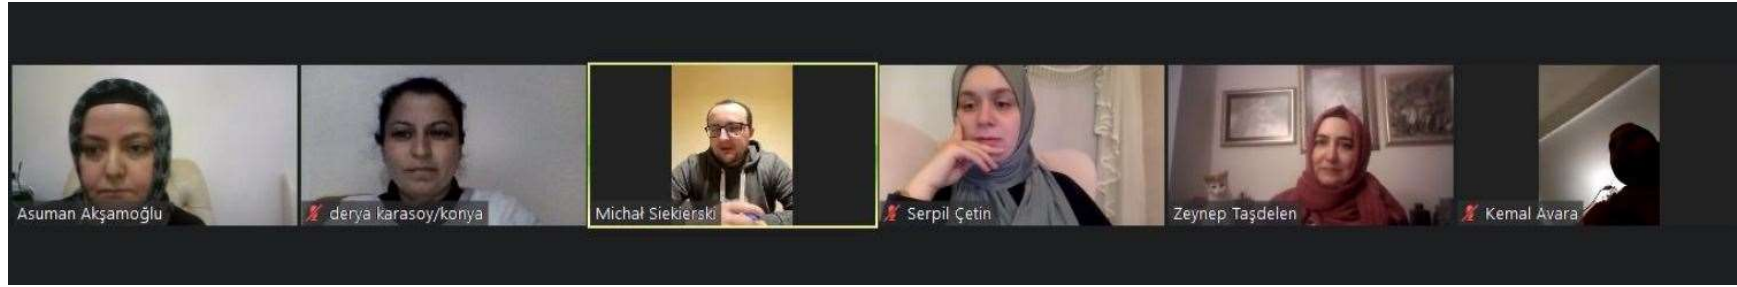 Asuman Akşamoğlu
derya karasoy/konya
Michał Siekierski
Serpil Çetin
Zeynep Taşdelen
Kemal Avara